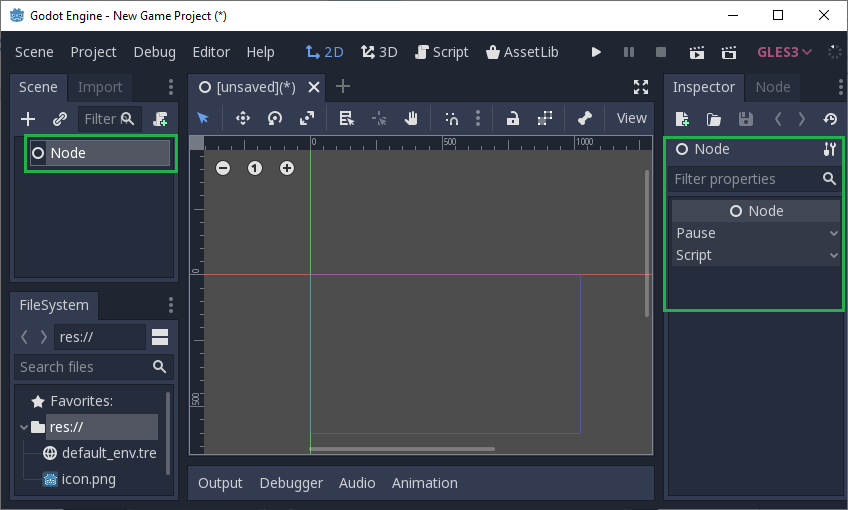 Godot Engine - New Game Project (*)
Scene Project Debug Editor Help 2D 3D Script AssetLib GLES3
Scene Import
Filter
Node
[unsaved](*)
View
0 500 1000
1
0
500
FileSystem
res://
Search files
Favorites:
res://
default_env.tre
icon.png
Output Debugger Audio Animation
Inspector Node
Node
Filter properties
Node
Pause
Script